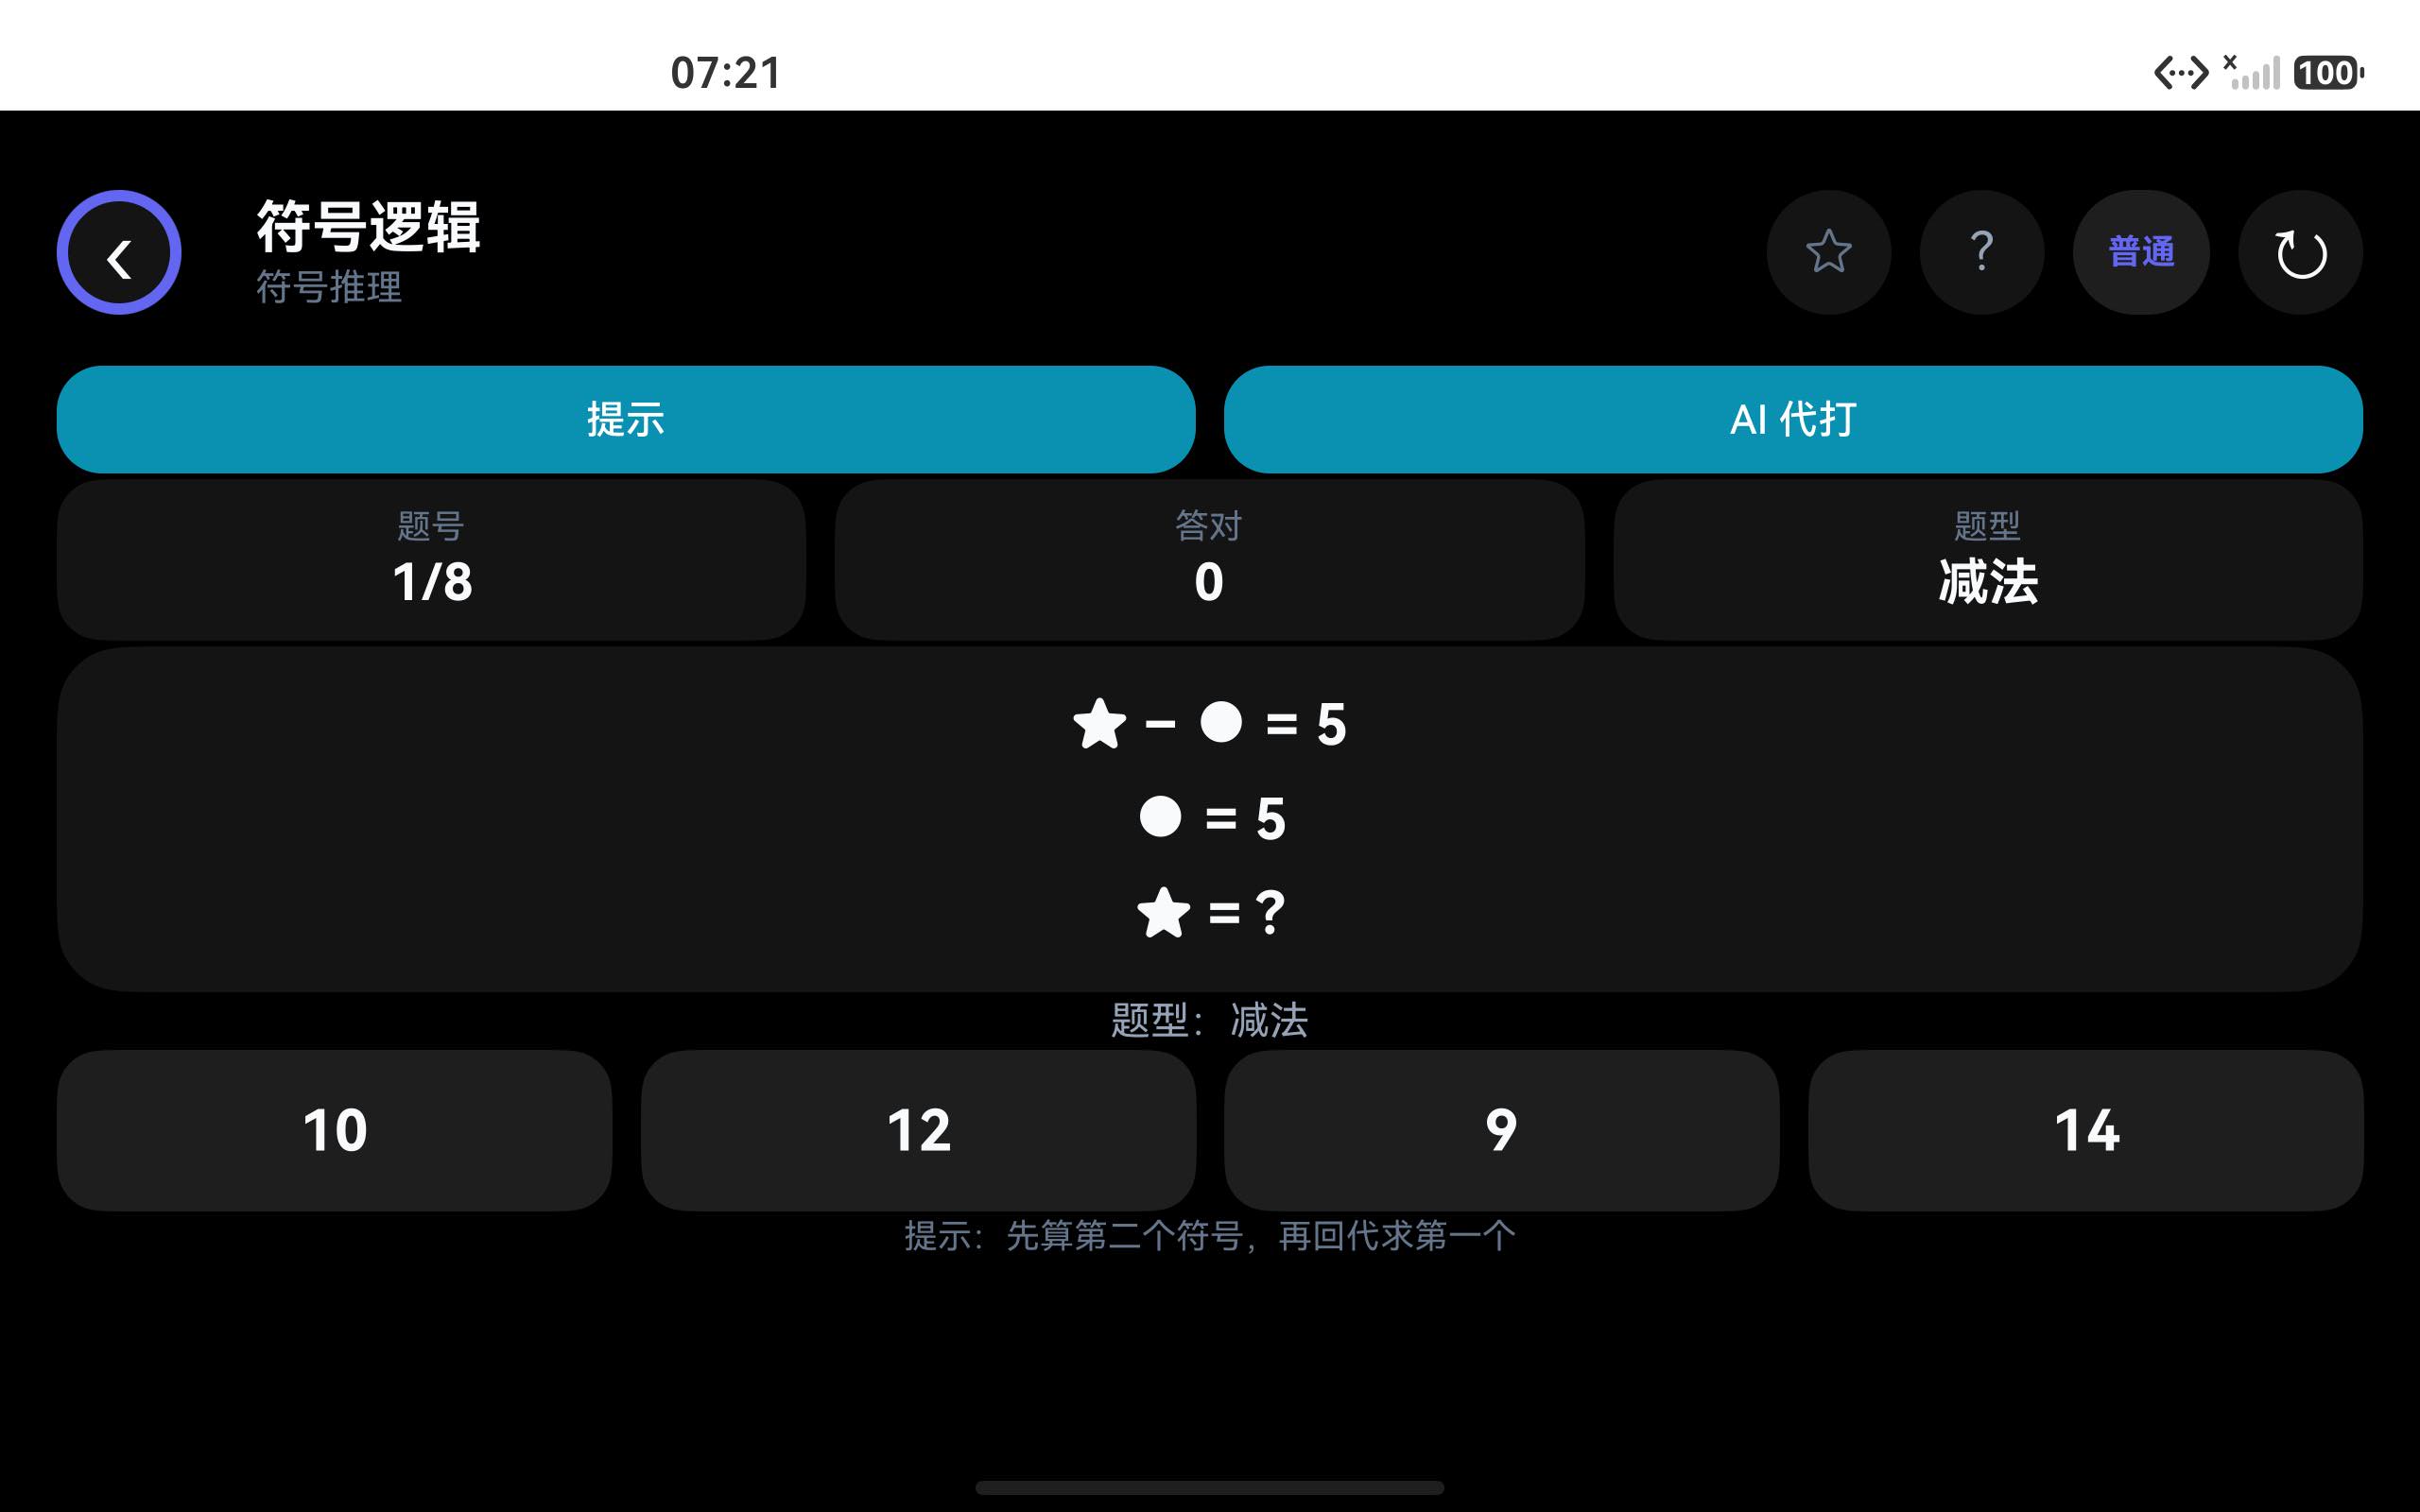 07:21
100
符号逻辑
符号推理
?
普通
提示
AI 代打
题号
1/8
答对
0
题型
减法
★ − ● = 5
● = 5
★ = ?
题型：减法
10
12
9
14
提示：先算第二个符号，再回代求第一个